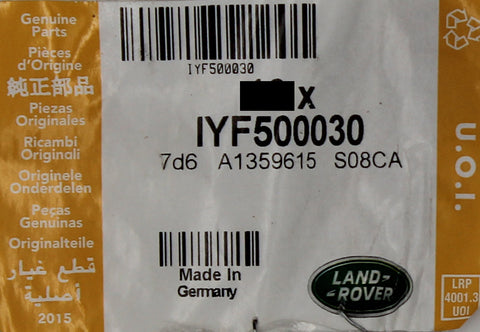 Genuine
Parts
Pièces
d'Origine
純正部品
Piezas
Originales
Ricambi
Originali
Originele
Onderdelen
Peças
Genuinas
Originalteile
قطع غيار
أصلية
2015
IYF500030
x
IYF500030
7d6 A1359615 S08CA
Made In
Germany
LAND-
-ROVER
U.O.I.
LRP
4001.3
UOI